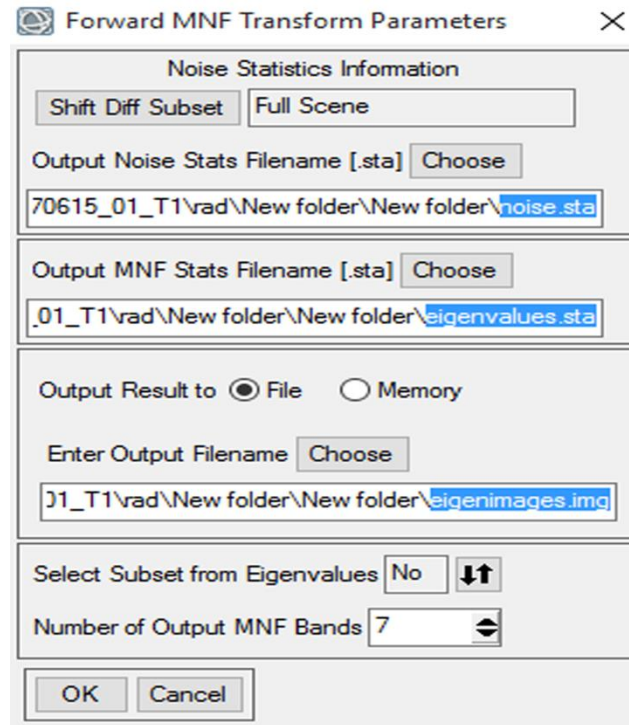 Forward MNF Transform Parameters
Noise Statistics Information
Shift Diff Subset Full Scene
Output Noise Stats Filename [.sta] Choose
70615_01_T1\rad\New folder\New folder\noise.sta
Output MNF Stats Filename [.sta] Choose
_01_T1\rad\New folder\New folder\eigenvalues.sta
Output Result to File Memory
Enter Output Filename Choose
01_T1\rad\New folder\New folder\eigenimages.img
Select Subset from Eigenvalues No
Number of Output MNF Bands 7
OK Cancel